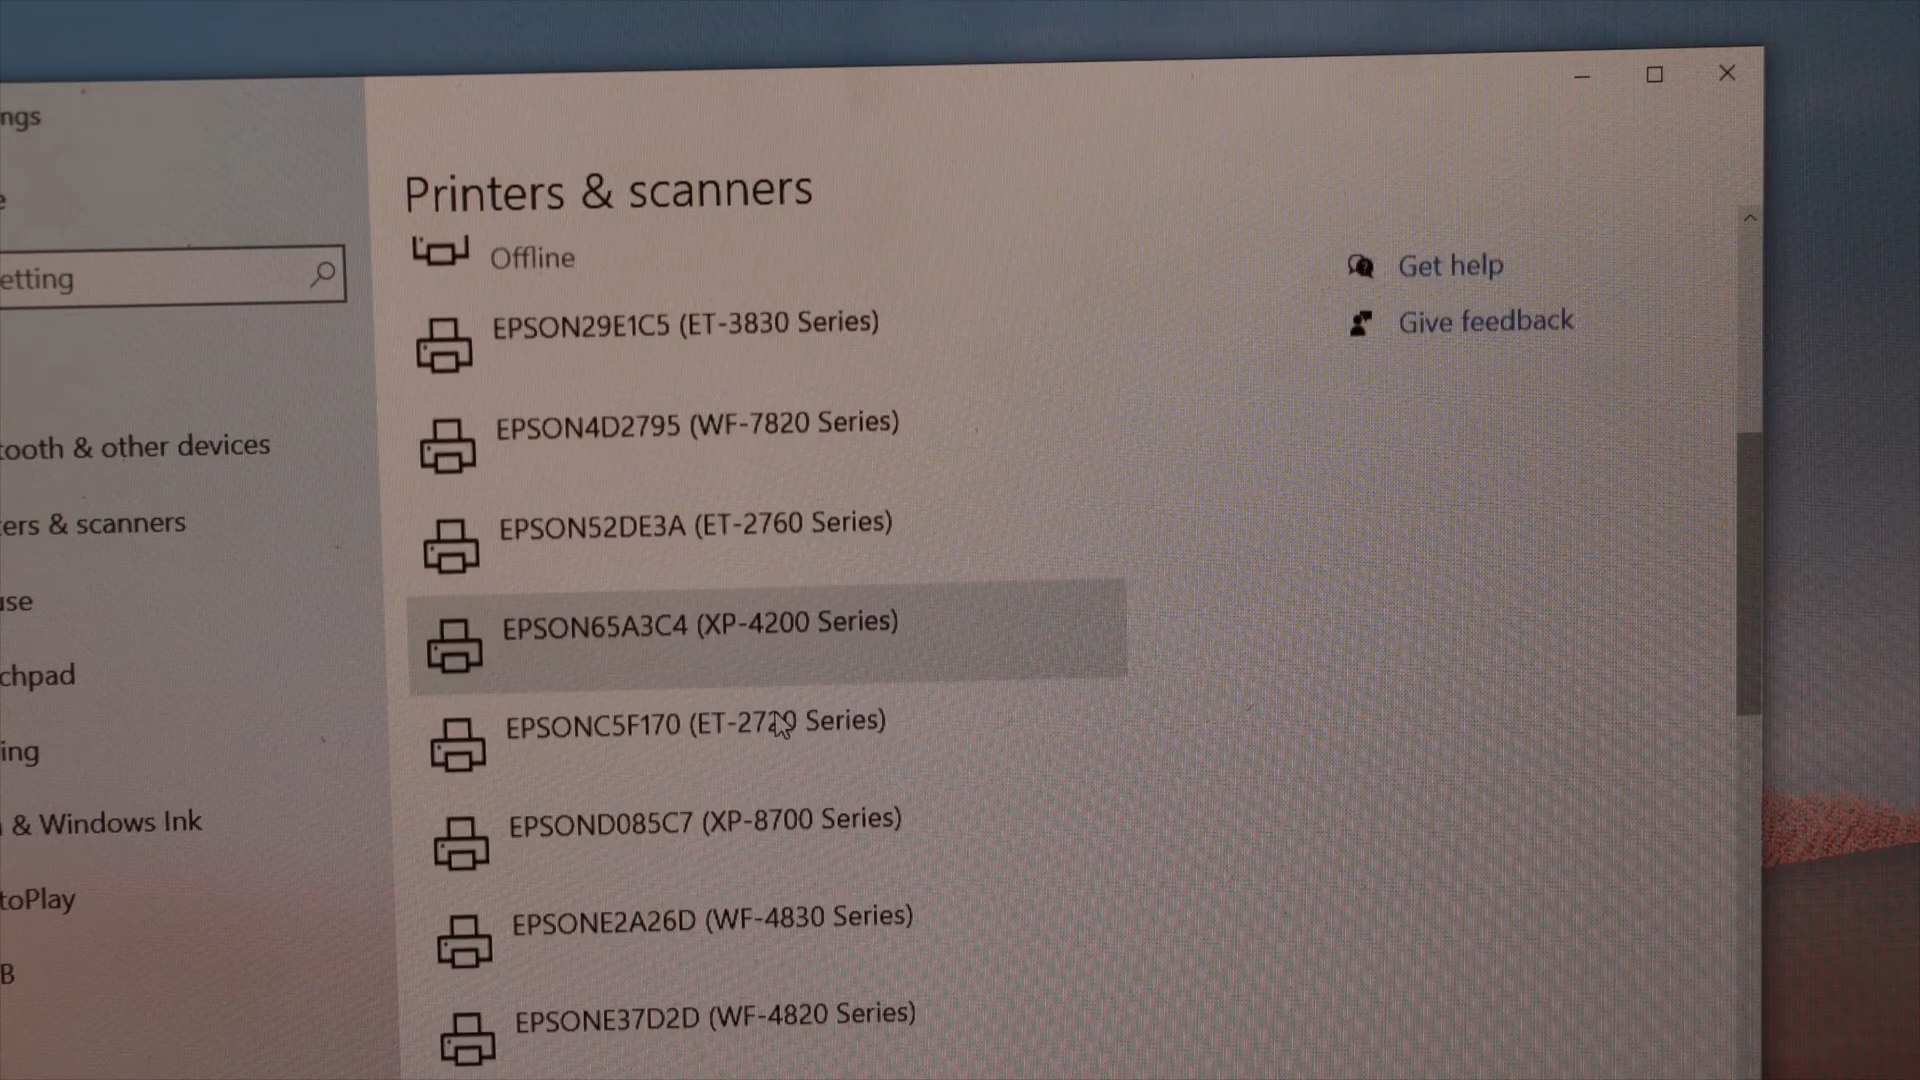 ngs
e
etting
tooth & other devices
ers & scanners
use
chpad
ing
& Windows Ink
toPlay
B
Printers & scanners
Offline
EPSON29E1C5 (ET-3830 Series)
EPSON4D2795 (WF-7820 Series)
EPSON52DE3A (ET-2760 Series)
EPSON65A3C4 (XP-4200 Series)
EPSONC5F170 Series)
EPSOND085C7 (XP-8700 Series)
EPSONE2A26D (WF-4830 Series)
EPSONE37D2D (WF-4820 Series)
Get help
Give feedback